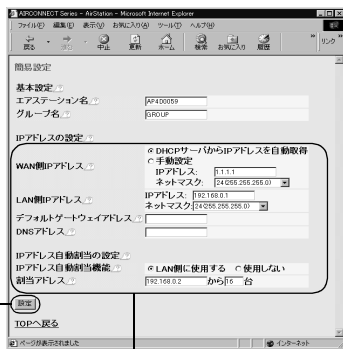 AIRCONNECT Series - AirStation - Microsoft Internet Explorer
ファイル(F) 編集(E) 表示(V) お気に入り(A) ツール(T) ヘルプ(H)
戻る 進む 中止 更新 ホーム 検索 お気に入り 履歴 リンク
簡易設定
基本設定
エアステーション名 AP4D0059
グループ名 GROUP
IPアドレスの設定
WAN側IPアドレス
DHCPサーバからIPアドレスを自動取得
手動設定
IPアドレス: 1.1.1.1
ネットマスク: 24(255.255.255.0)
LAN側IPアドレス
IPアドレス: 192.168.0.1
ネットマスク: 24(255.255.255.0)
デフォルトゲートウェイアドレス
DNSアドレス
IPアドレス自動割当の設定
IPアドレス自動割当機能 LAN側に使用する 使用しない
割当アドレス 192.168.0.2 から 16 台
設定
TOPへ戻る
ページが表示されました インターネット